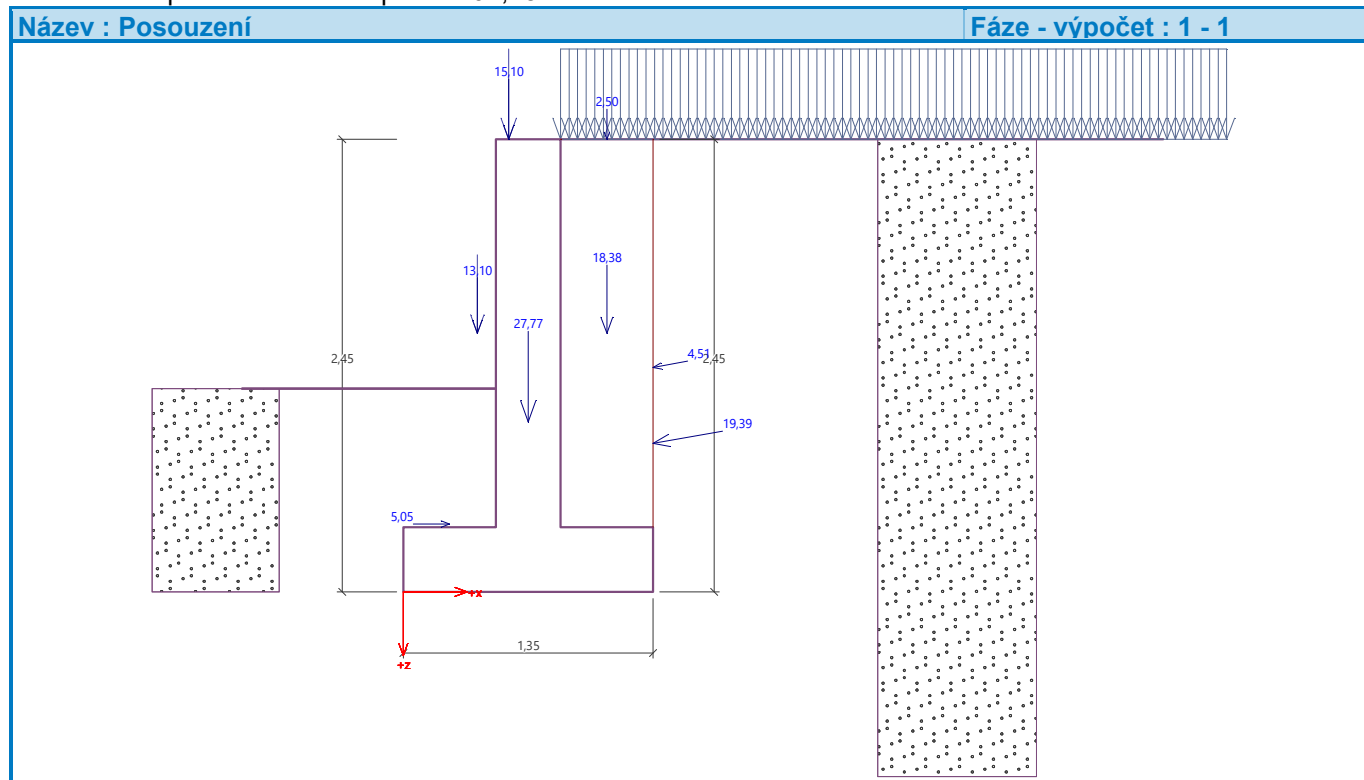 Název : Posouzení
Fáze - výpočet : 1 - 1
15,10
2,50
13,10
18,38
27,77
2,45
4,51
2,45
19,39
5,05
+x
1,35
+z